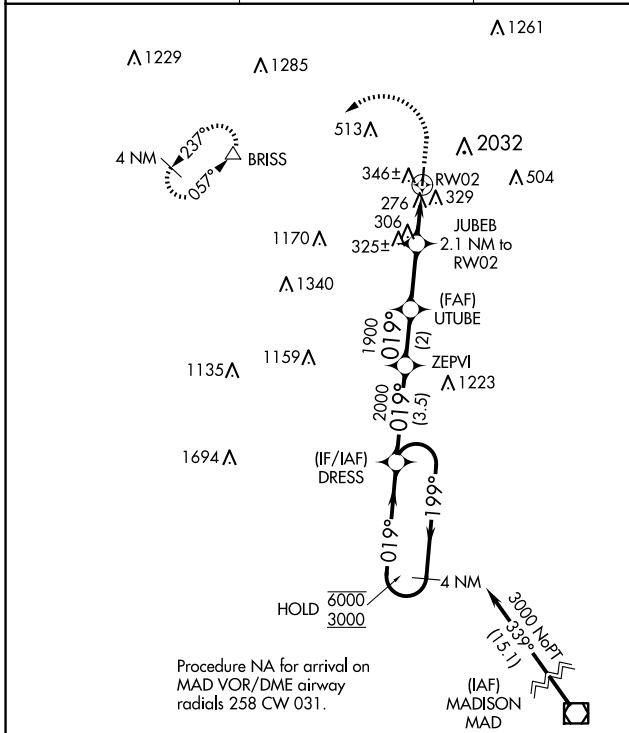 1261
1229
1285
513
2032
237°
4 NM
BRISS
057°
346±
RW02
504
276
329
306
JUBEB
1170
325±
2.1 NM to
RW02
1340
(FAF)
UTUBE
1900
019°
(2)
1159
ZEPVI
1135
1223
2000
019°
(3.5)
1694
(IF/IAF)
DRESS
199°
019°
4 NM
HOLD
6000
3000
3000 NoPT
339°
(15.1)
Procedure NA for arrival on
MAD VOR/DME airway
radials 258 CW 031.
(IAF)
MADISON
MAD